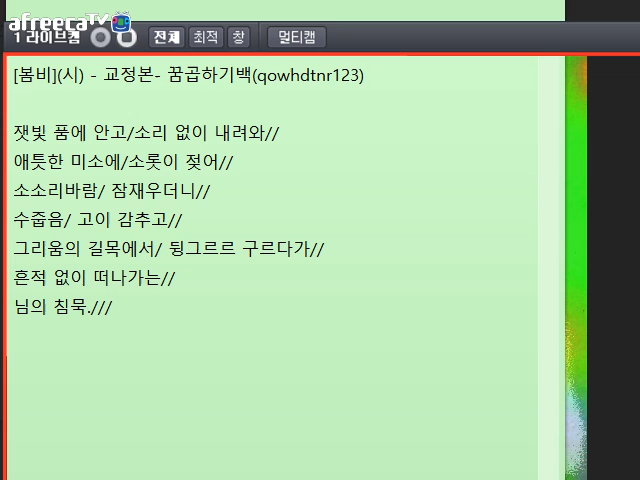 afreecaTV
1 라이브캠 전체 최적 창 멀티캠
[봄비](시) - 교정본- 꿈곱하기백(qowhdtnr123)
잿빛 품에 안고/소리 없이 내려와//
애틋한 미소에/소롯이 젖어//
소소리바람/ 잠재우더니//
수줍음/ 고이 감추고//
그리움의 길목에서/ 뒹그르르 구르다가//
흔적 없이 떠나가는//
님의 침묵.///